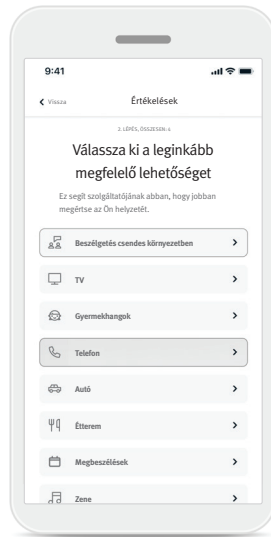 9:41
Vissza
Értékelések
2. LÉPÉS, ÖSSZESEN: 6
Válassza ki a leginkább
megfelelő lehetőséget
Ez segít szolgáltatójának abban, hogy jobban
megértse az Ön helyzetét.
Beszélgetés csendes környezetben
TV
Gyermekhangok
Telefon
Autó
Étterem
Megbeszélések
Zene